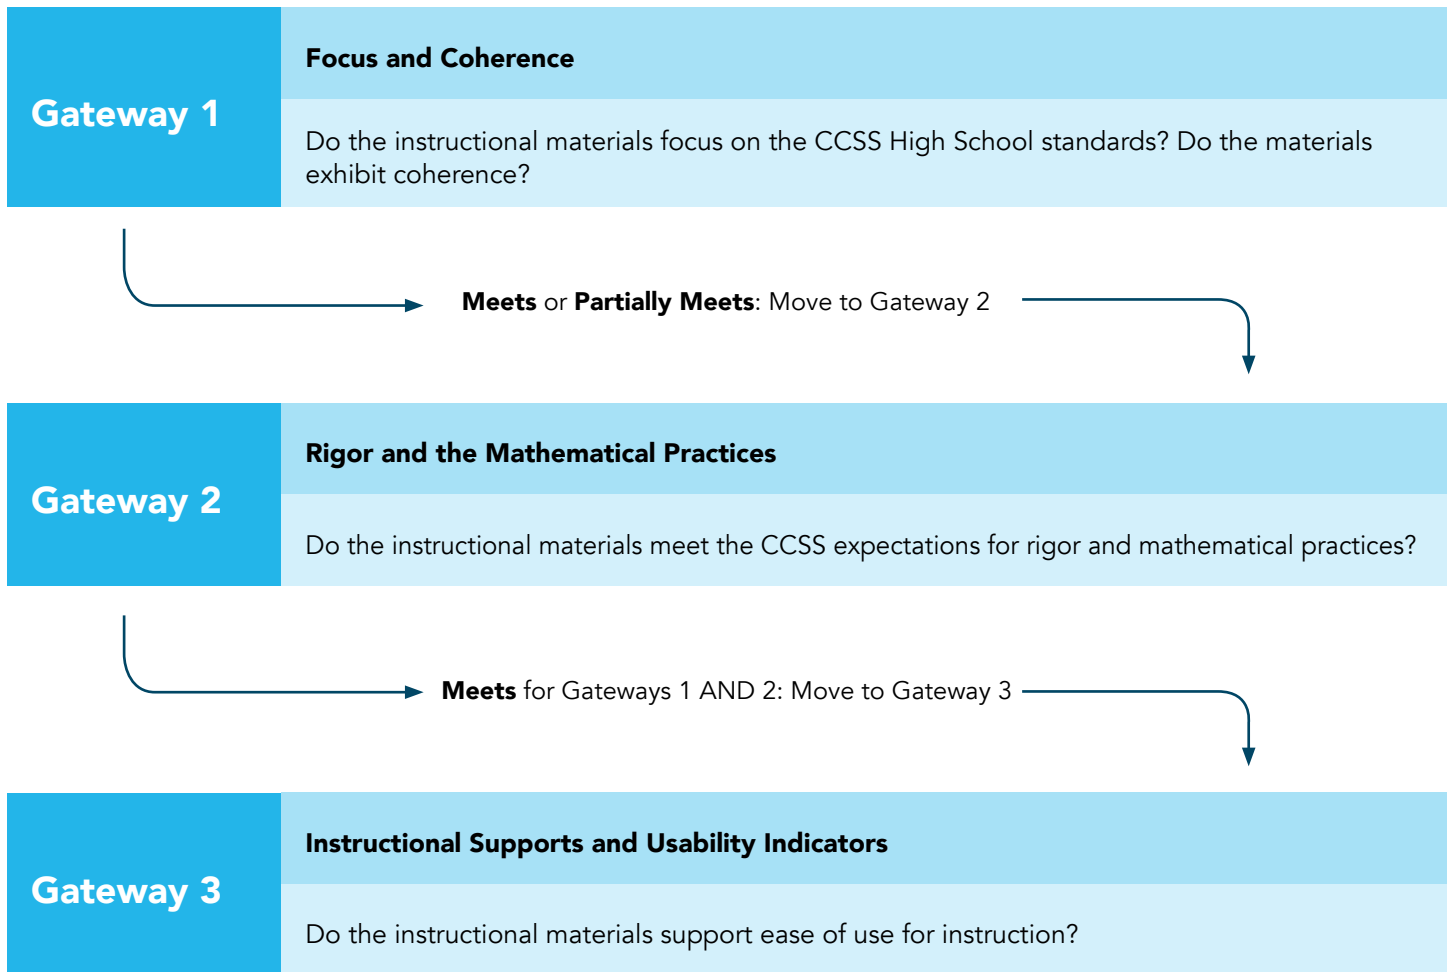 Gateway 1
Focus and Coherence
Do the instructional materials focus on the CCSS High School standards? Do the materials
exhibit coherence?
Meets or Partially Meets: Move to Gateway 2
Gateway 2
Rigor and the Mathematical Practices
Do the instructional materials meet the CCSS expectations for rigor and mathematical practices?
Meets for Gateways 1 AND 2: Move to Gateway 3
Gateway 3
Instructional Supports and Usability Indicators
Do the instructional materials support ease of use for instruction?